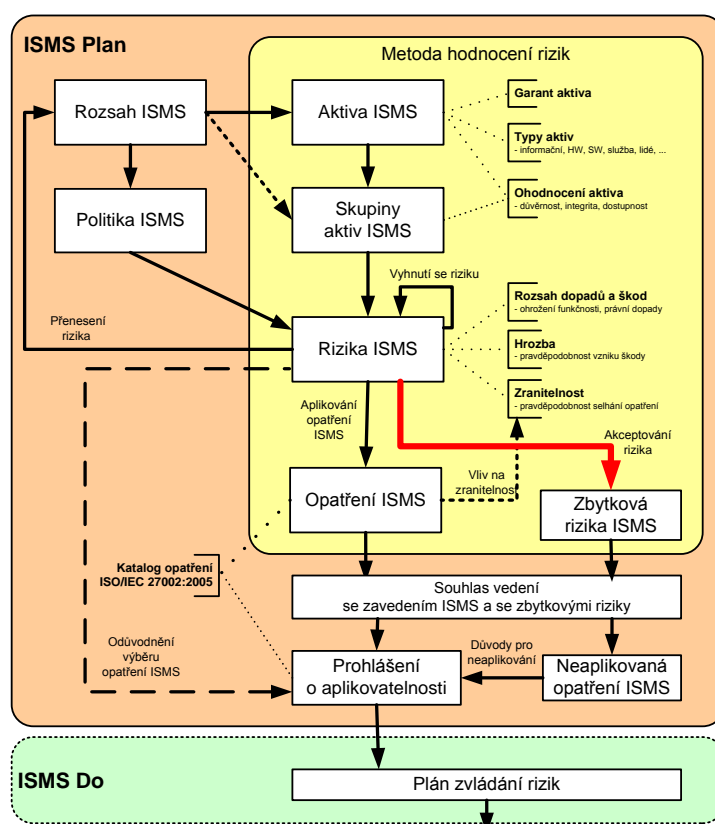 ISMS Plan
Metoda hodnocení rizik
Rozsah ISMS
Aktiva ISMS
Garant aktiva
Typy aktiv
- informační, HW, SW, služba, lidé, ...
Ohodnocení aktiva
- důvěrnost, integrita, dostupnost
Politika ISMS
Skupiny
aktiv ISMS
Vyhnutí se riziku
Rozsah dopadů a škod
- ohrožení funkčnosti, právní dopady
Přenesení
rizika
Rizika ISMS
Hrozba
- pravděpodobnost vzniku škody
Zranitelnost
- pravděpodobnost selhání opatření
Aplikování
opatření
ISMS
Akceptování
rizika
Vliv na
zranitelnost
Opatření ISMS
Zbytková
rizika ISMS
Katalog opatření
ISO/IEC 27002:2005
Souhlas vedení
se zavedením ISMS a se zbytkovými riziky
Odůvodnění
výběru
opatření ISMS
Prohlášení
o aplikovatelnosti
Důvody pro
neaplikování
Neaplikovaná
opatření ISMS
ISMS Do
Plán zvládání rizik